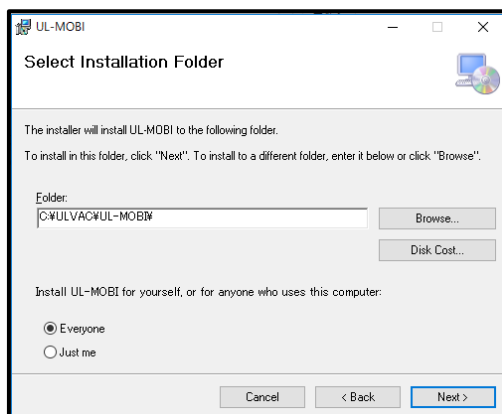 UL-MOBI
Select Installation Folder
The installer will install UL-MOBI to the following folder.
To install in this folder, click "Next". To install to a different folder, enter it below or click "Browse".
Folder:
C:¥ULVAC¥UL-MOBI¥
Browse...
Disk Cost...
Install UL-MOBI for yourself, or for anyone who uses this computer:
Everyone
Just me
Cancel
< Back
Next >